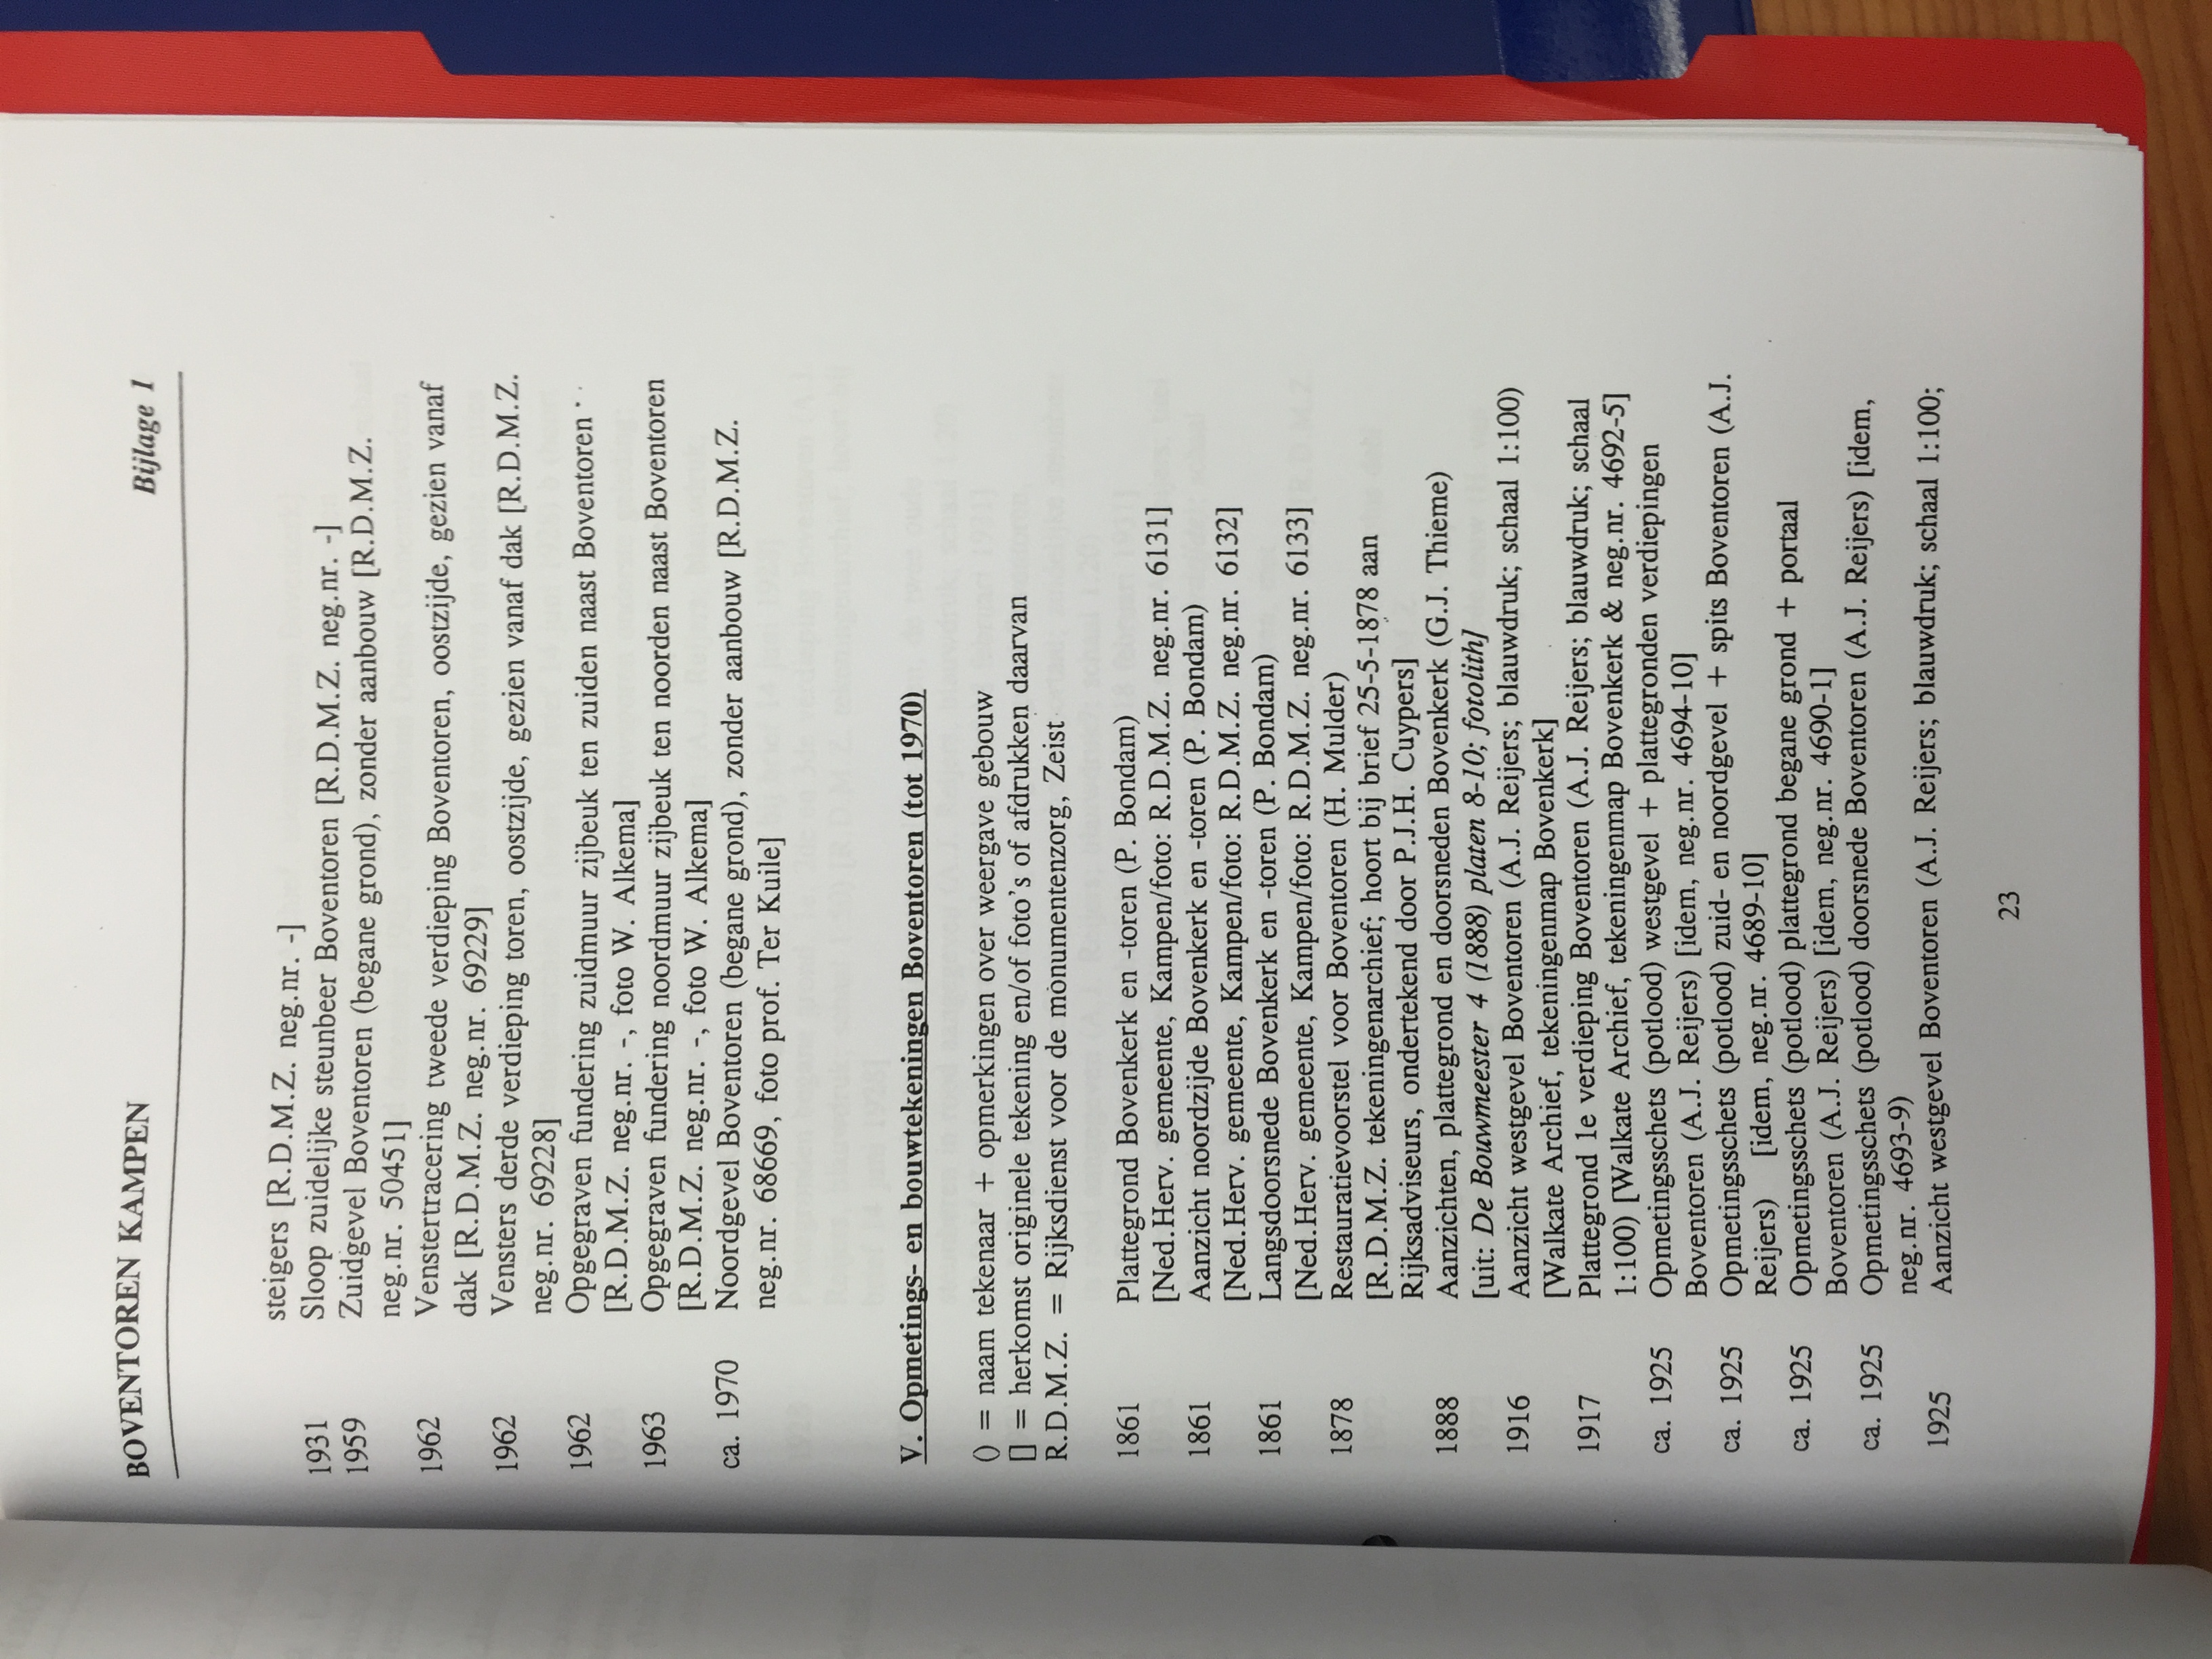 BOVENTOREN KAMPEN Bijlage 1
steigers [R.D.M.Z. neg.nr. -]
1931 Sloop zuidelijke steunbeer Boventoren [R.D.M.Z. neg.nr. -]
1959 Zuidgevel Boventoren (begane grond), zonder aanbouw [R.D.M.Z.
neg.nr. 50451]
1962 Venstertracering tweede verdieping Boventoren, oostzijde, gezien vanaf
dak [R.D.M.Z. neg.nr. 69229]
1962 Vensters derde verdieping toren, oostzijde, gezien vanaf dak [R.D.M.Z.
neg.nr. 69228]
1962 Opgegraven fundering zuidmuur zijbeuk ten zuiden naast Boventoren
[R.D.M.Z. neg.nr. -, foto W. Alkema]
1963 Opgegraven fundering noordmuur zijbeuk ten noorden naast Boventoren
[R.D.M.Z. neg.nr. -, foto W. Alkema]
ca. 1970 Noordgevel Boventoren (begane grond), zonder aanbouw [R.D.M.Z.
neg.nr. 68669, foto prof. Ter Kuile]
V. Opmetings- en bouwtekeningen Boventoren (tot 1970)
() = naam tekenaar + opmerkingen over weergave gebouw
[] = herkomst originele tekening en/of foto's of afdrukken daarvan
R.D.M.Z. = Rijksdienst voor de monumentenzorg, Zeist
1861 Plattegrond Bovenkerk en -toren (P. Bondam)
[Ned.Herv. gemeente, Kampen/foto: R.D.M.Z. neg.nr. 6131]
1861 Aanzicht noordzijde Bovenkerk en -toren (P. Bondam)
[Ned.Herv. gemeente, Kampen/foto: R.D.M.Z. neg.nr. 6132]
1861 Langsdoorsnede Bovenkerk en -toren (P. Bondam)
[Ned.Herv. gemeente, Kampen/foto: R.D.M.Z. neg.nr. 6133]
1878 Restauratievoorstel voor Boventoren (H. Mulder)
[R.D.M.Z. tekeningenarchief; hoort bij brief 25-5-1878 aan
Rijksadviseurs, ondertekend door P.J.H. Cuypers]
1888 Aanzichten, plattegrond en doorsneden Bovenkerk (G.J. Thieme)
[uit: De Bouwmeester 4 (1888) platen 8-10; fotolith]
1916 Aanzicht westgevel Boventoren (A.J. Reijers; blauwdruk; schaal 1:100)
[Walkate Archief, tekeningenmap Bovenkerk]
1917 Plattegrond 1e verdieping Boventoren (A.J. Reijers; blauwdruk; schaal
1:100) [Walkate Archief, tekeningenmap Bovenkerk & neg.nr. 4692-5]
ca. 1925 Opmetingsschets (potlood) westgevel + plattegronden verdiepingen
Boventoren (A.J. Reijers) [idem, neg.nr. 4694-10]
ca. 1925 Opmetingsschets (potlood) zuid- en noordgevel + spits Boventoren (A.J.
Reijers) [idem, neg.nr. 4689-10]
ca. 1925 Opmetingsschets (potlood) plattegrond begane grond + portaal
Boventoren (A.J. Reijers) [idem, neg.nr. 4690-1]
ca. 1925 Opmetingsschets (potlood) doorsnede Boventoren (A.J. Reijers) [idem,
neg.nr. 4693-9)
1925 Aanzicht westgevel Boventoren (A.J. Reijers; blauwdruk; schaal 1:100;
23